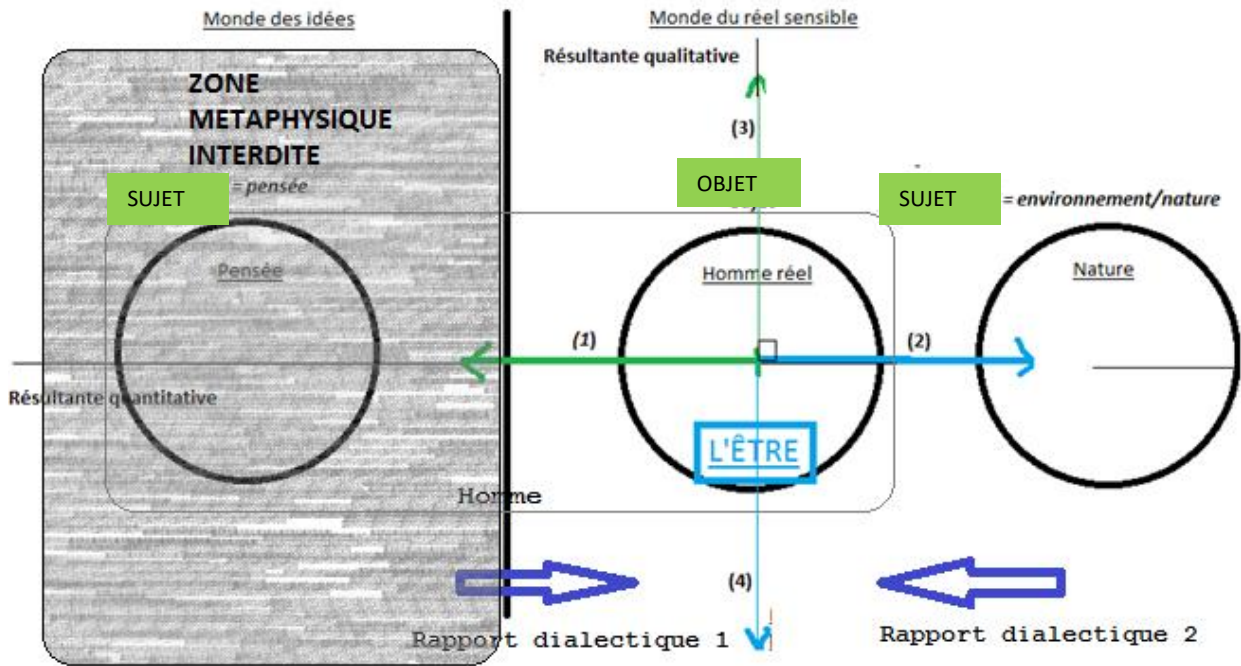 Monde des idées
Monde du réel sensible
Résultante qualitative
ZONE
METAPHYSIQUE
INTERDITE
(3)
SUJET
= pensée
OBJET
SUJET
= environnement/nature
Pensée
Homme réel
Nature
(1)
(2)
Résultante quantitative
L'ÊTRE
Homme
(4)
Rapport dialectique 1
Rapport dialectique 2